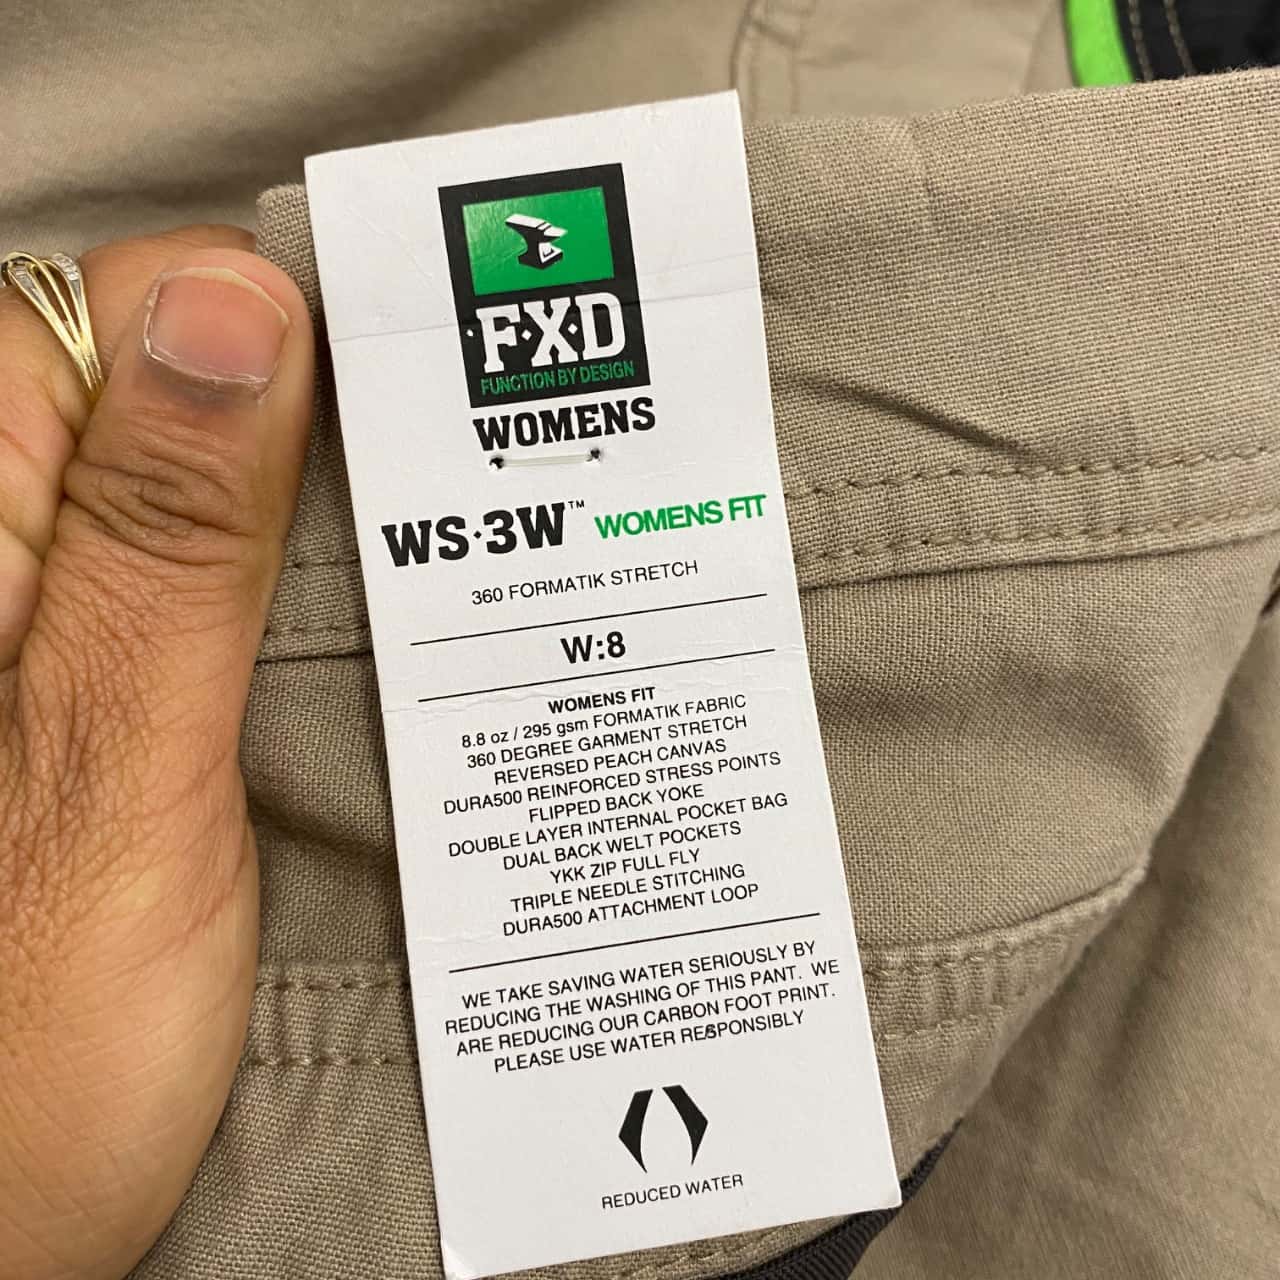 F·X·D
FUNCTION BY DESIGN
WOMENS
WS·3W™ WOMENS FIT
360 FORMATIK STRETCH
W:8
WOMENS FIT
8.8 oz / 295 gsm FORMATIK FABRIC
360 DEGREE GARMENT STRETCH
REVERSED PEACH CANVAS
DURA500 REINFORCED STRESS POINTS
FLIPPED BACK YOKE
DOUBLE LAYER INTERNAL POCKET BAG
DUAL BACK WELT POCKETS
YKK ZIP FULL FLY
TRIPLE NEEDLE STITCHING
DURA500 ATTACHMENT LOOP
WE TAKE SAVING WATER SERIOUSLY BY
REDUCING THE WASHING OF THIS PANT. WE
ARE REDUCING OUR CARBON FOOT PRINT.
PLEASE USE WATER RESPONSIBLY
REDUCED WATER